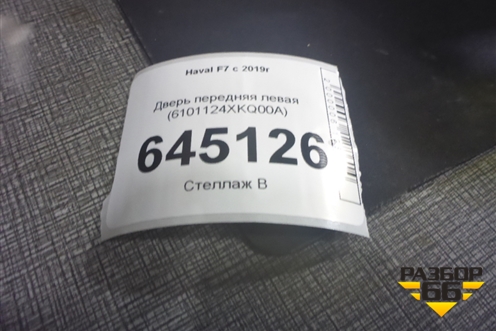 Haval F7 с 2019г
Дверь передняя левая
(6101124XKQ00A)
645126
Стеллаж В
РАЗБОР
66